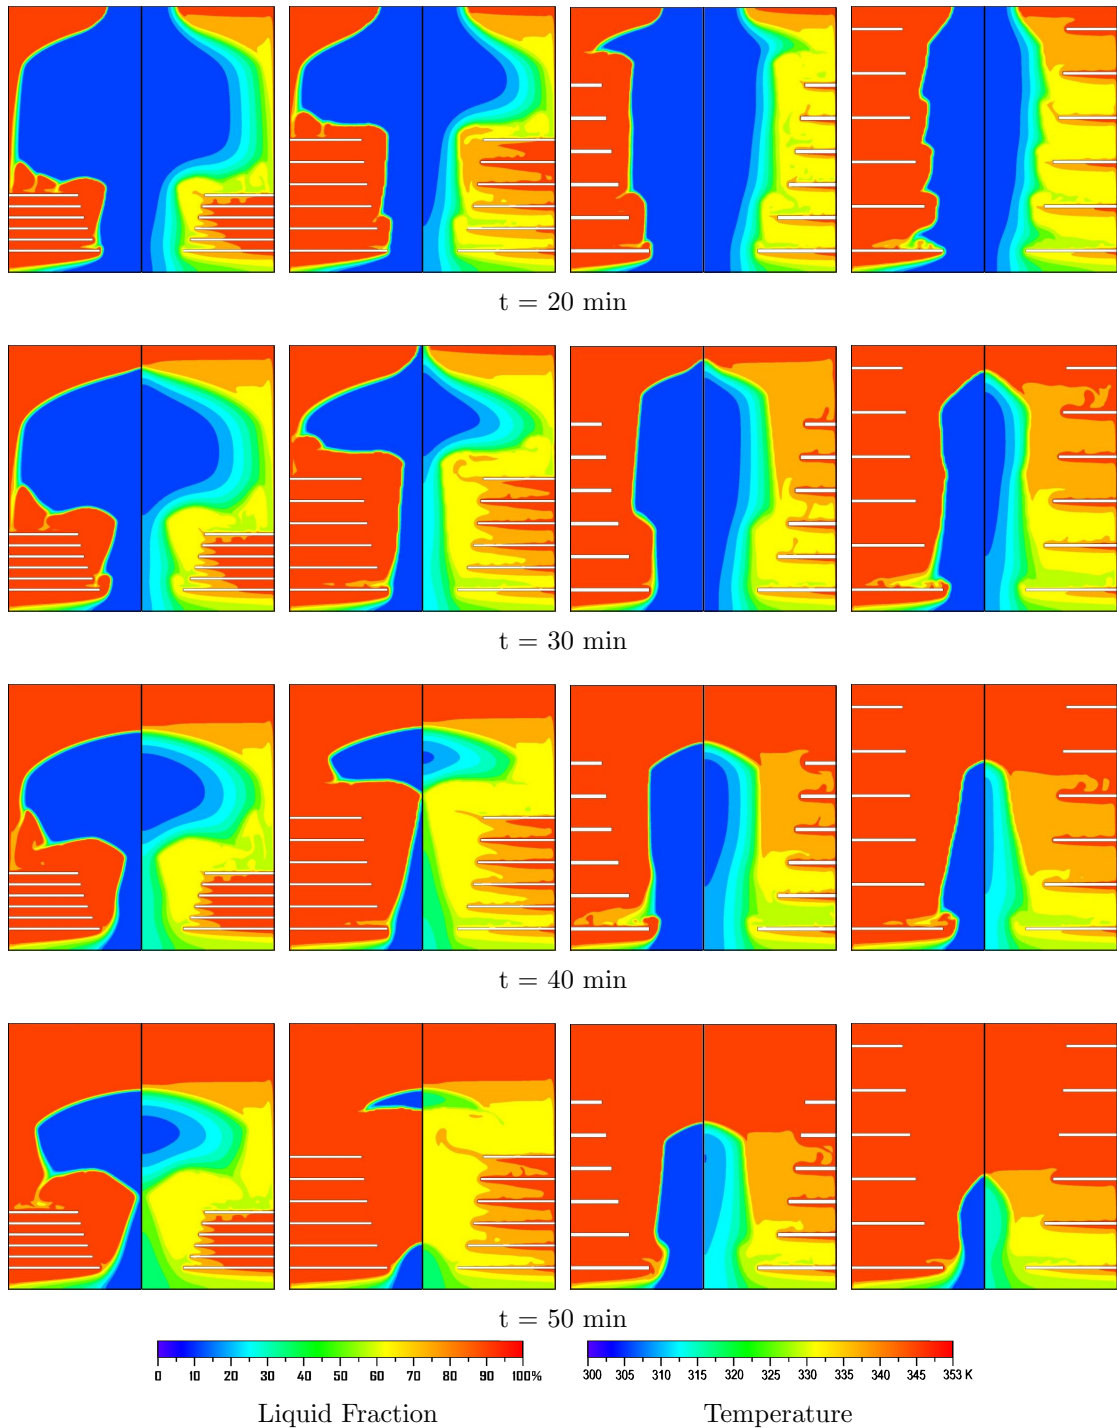 t = 20 min
t = 30 min
t = 40 min
t = 50 min
0 10 20 30 40 50 60 70 80 90 100%
300 305 310 315 320 325 330 335 340 345 353 K
Liquid Fraction
Temperature